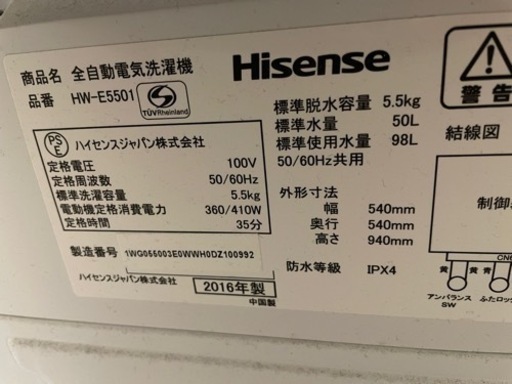 商品名 全自動電気洗濯機
品番 HW-E5501
TÜVRheinland
Hisense
PSE ハイセンスジャパン株式会社
定格電圧 100V
定格周波数 50/60Hz
標準洗濯容量 5.5kg
電動機定格消費電力 360/410W
定格時間 35分
製造番号 1WG055003E0WWH0DZ100992
ハイセンスジャパン株式会社 2016年製
中国製
標準脱水容量 5.5kg
標準水量 50L
標準使用水量 98L
50/60Hz共用
外形寸法
幅 540mm
奥行 540mm
高さ 940mm
防水等級 IPX4
警告
結線図
制御
黄 黄青 青
アンバランス
SW
ふたロック